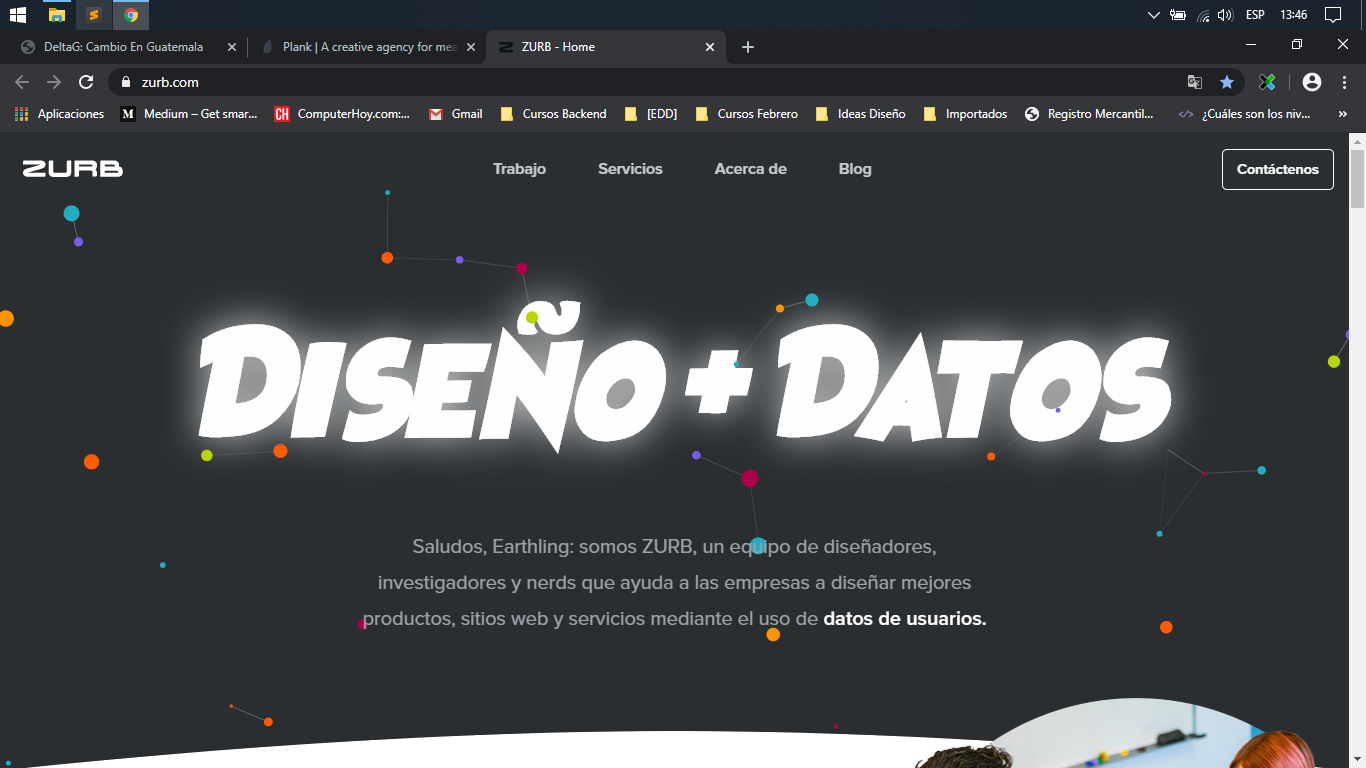 ESP
13:46
DeltaG: Cambio En Guatemala
Plank | A creative agency for mea
ZURB - Home
zurb.com
Aplicaciones
M Medium – Get smar...
CH ComputerHoy.com:...
Gmail
Cursos Backend
[EDD]
Cursos Febrero
Ideas Diseño
Importados
Registro Mercantil...
</> ¿Cuáles son los niv...
»
ZURB
Trabajo
Servicios
Acerca de
Blog
Contáctenos
Diseño + Datos
Saludos, Earthling: somos ZURB, un equipo de diseñadores,
investigadores y nerds que ayuda a las empresas a diseñar mejores
productos, sitios web y servicios mediante el uso de datos de usuarios.